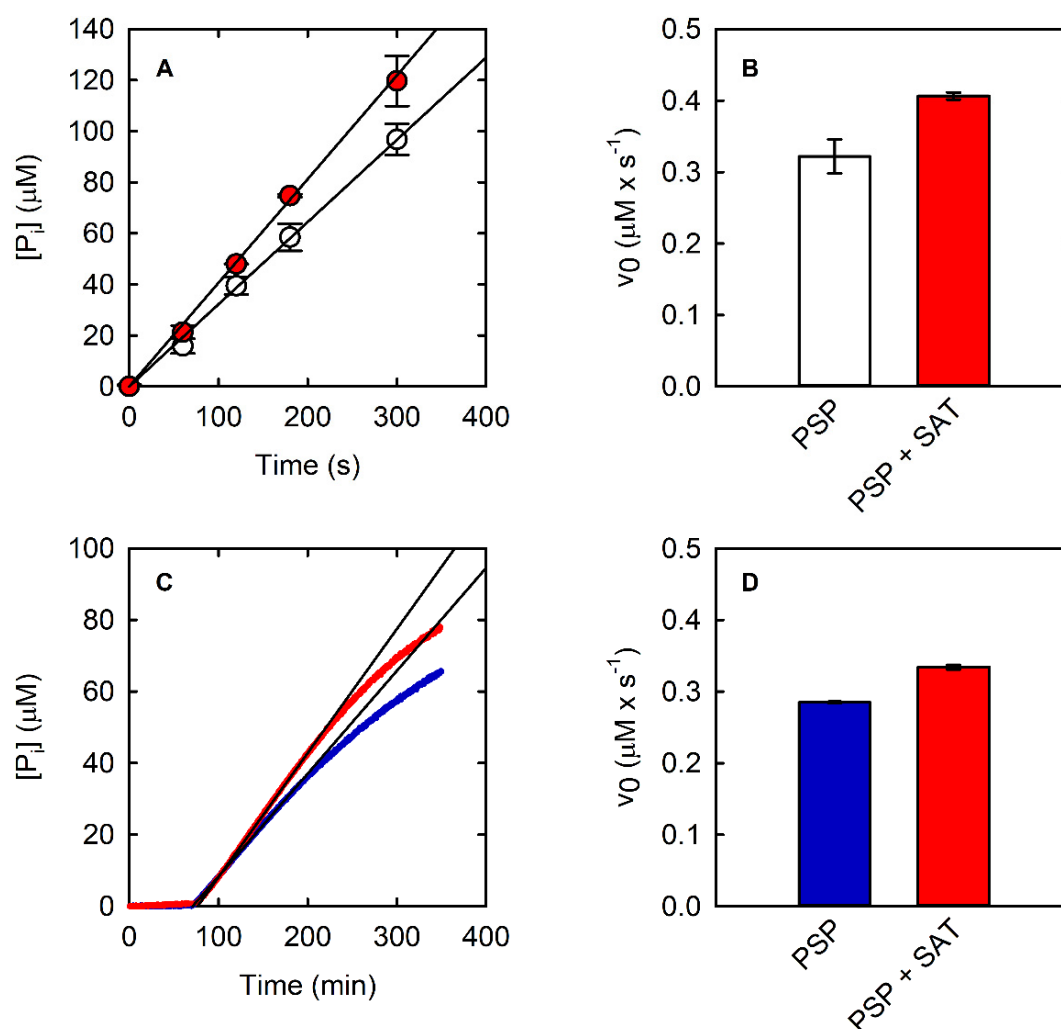 A
[Pi] (μM)
140
120
100
80
60
40
20
0
0 100 200 300 400
Time (s)
B
v0 (μM x s-1)
0.5
0.4
0.3
0.2
0.1
0.0
PSP
PSP + SAT
C
[Pi] (μM)
100
80
60
40
20
0
0 100 200 300 400
Time (min)
D
v0 (μM x s-1)
0.5
0.4
0.3
0.2
0.1
0.0
PSP
PSP + SAT